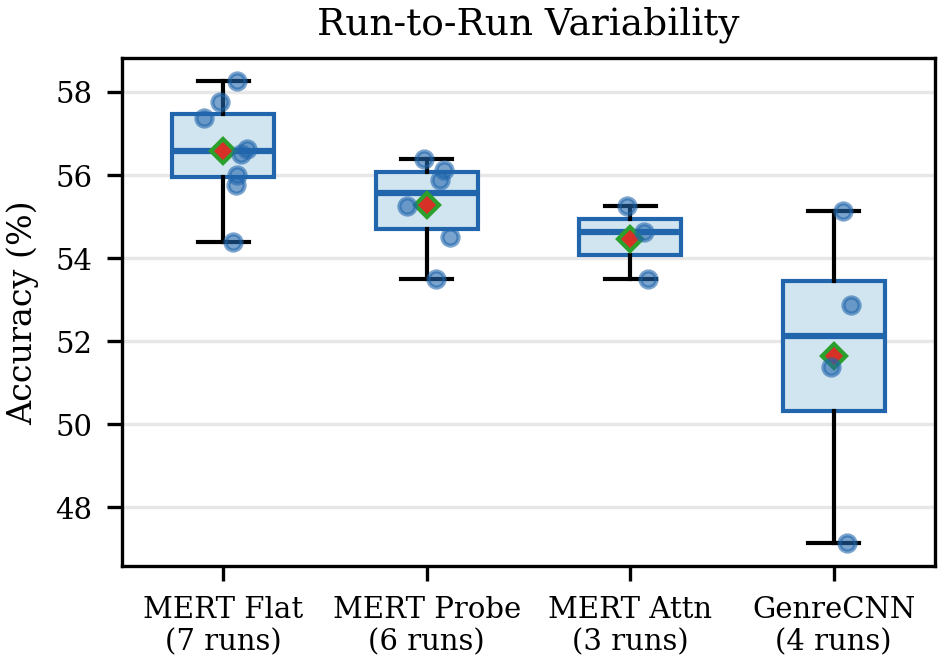 Run-to-Run Variability
Accuracy (%)
58
56
54
52
50
48
MERT Flat
(7 runs)
MERT Probe
(6 runs)
MERT Attn
(3 runs)
GenreCNN
(4 runs)